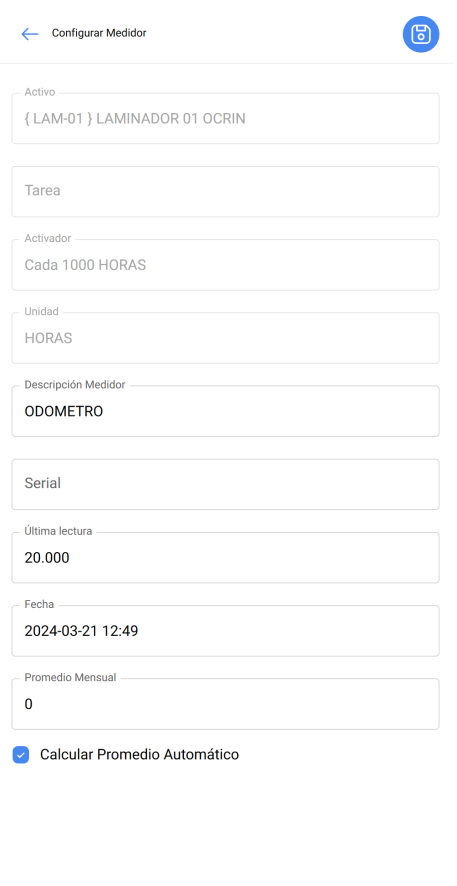 Configurar Medidor
Activo
{ LAM-01 } LAMINADOR 01 OCRIN
Tarea
Activador
Cada 1000 HORAS
Unidad
HORAS
Descripción Medidor
ODOMETRO
Serial
Última lectura
20.000
Fecha
2024-03-21 12:49
Promedio Mensual
0
Calcular Promedio Automático